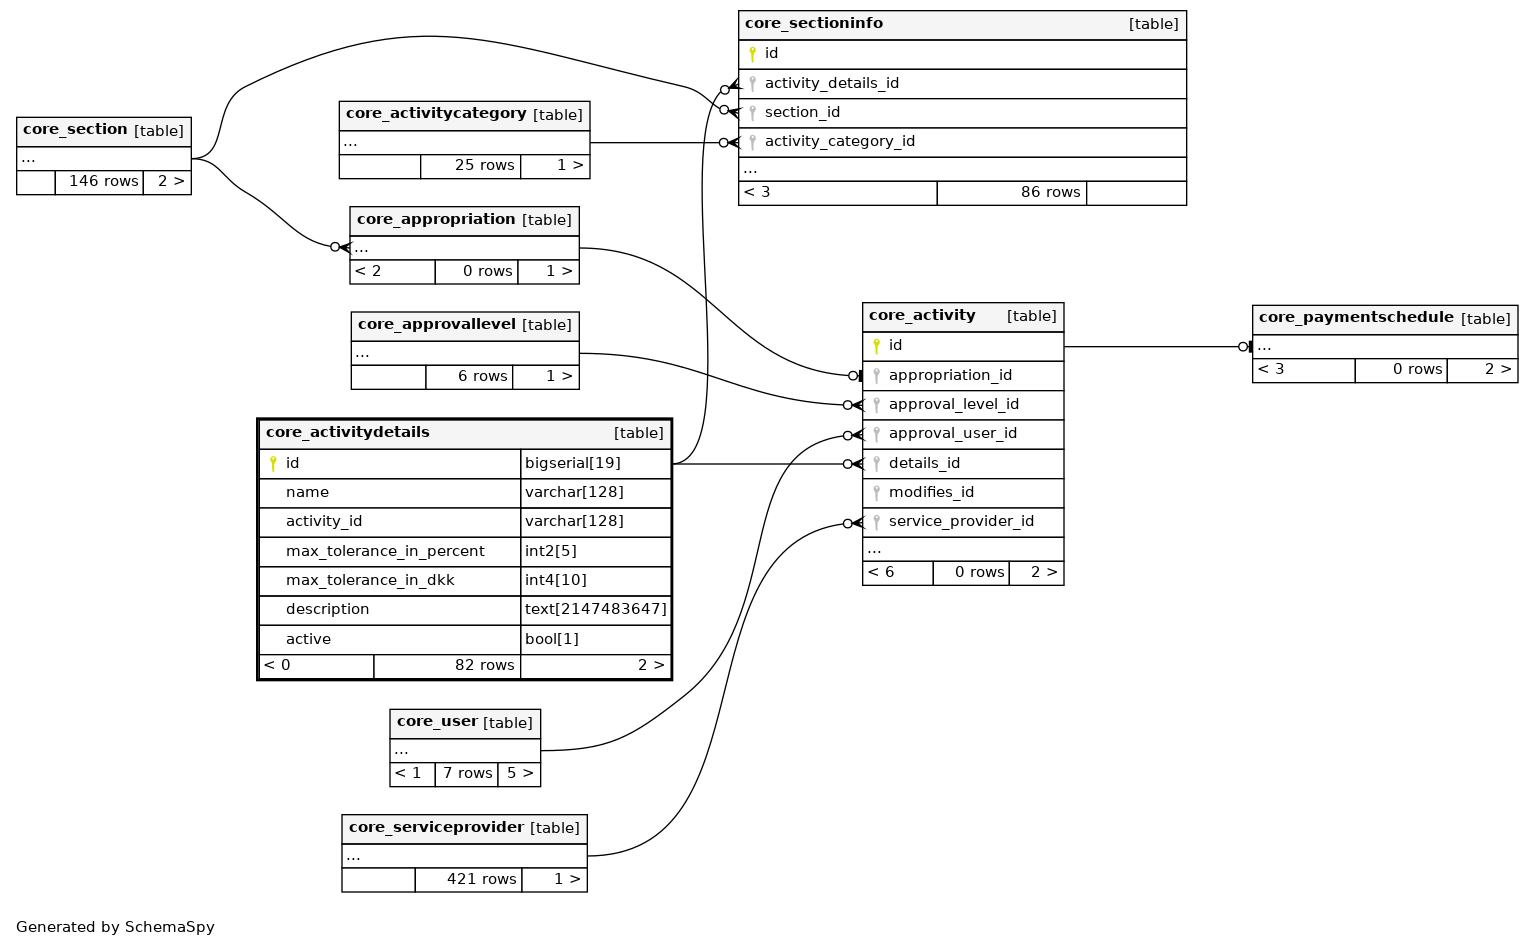 core_sectioninfo [table]
id
activity_details_id
section_id
activity_category_id
...
< 3 86 rows
core_activitycategory [table]
...
25 rows 1 >
core_section [table]
...
146 rows 2 >
core_appropriation [table]
...
< 2 0 rows 1 >
core_approvallevel [table]
...
6 rows 1 >
core_activity [table]
id
appropriation_id
approval_level_id
approval_user_id
details_id
modifies_id
service_provider_id
...
< 6 0 rows 2 >
core_paymentschedule [table]
...
< 3 0 rows 2 >
core_activitydetails [table]
id bigserial[19]
name varchar[128]
activity_id varchar[128]
max_tolerance_in_percent int2[5]
max_tolerance_in_dkk int4[10]
description text[2147483647]
active bool[1]
< 0 82 rows 2 >
core_user [table]
...
< 1 7 rows 5 >
core_serviceprovider [table]
...
421 rows 1 >
Generated by SchemaSpy